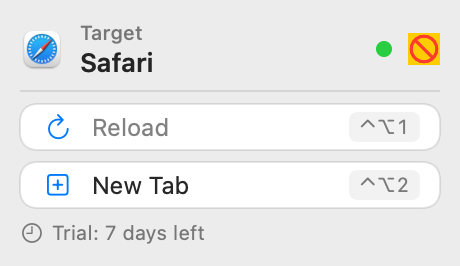 Target
Safari
Reload ⌃⌥1
New Tab ⌃⌥2
Trial: 7 days left